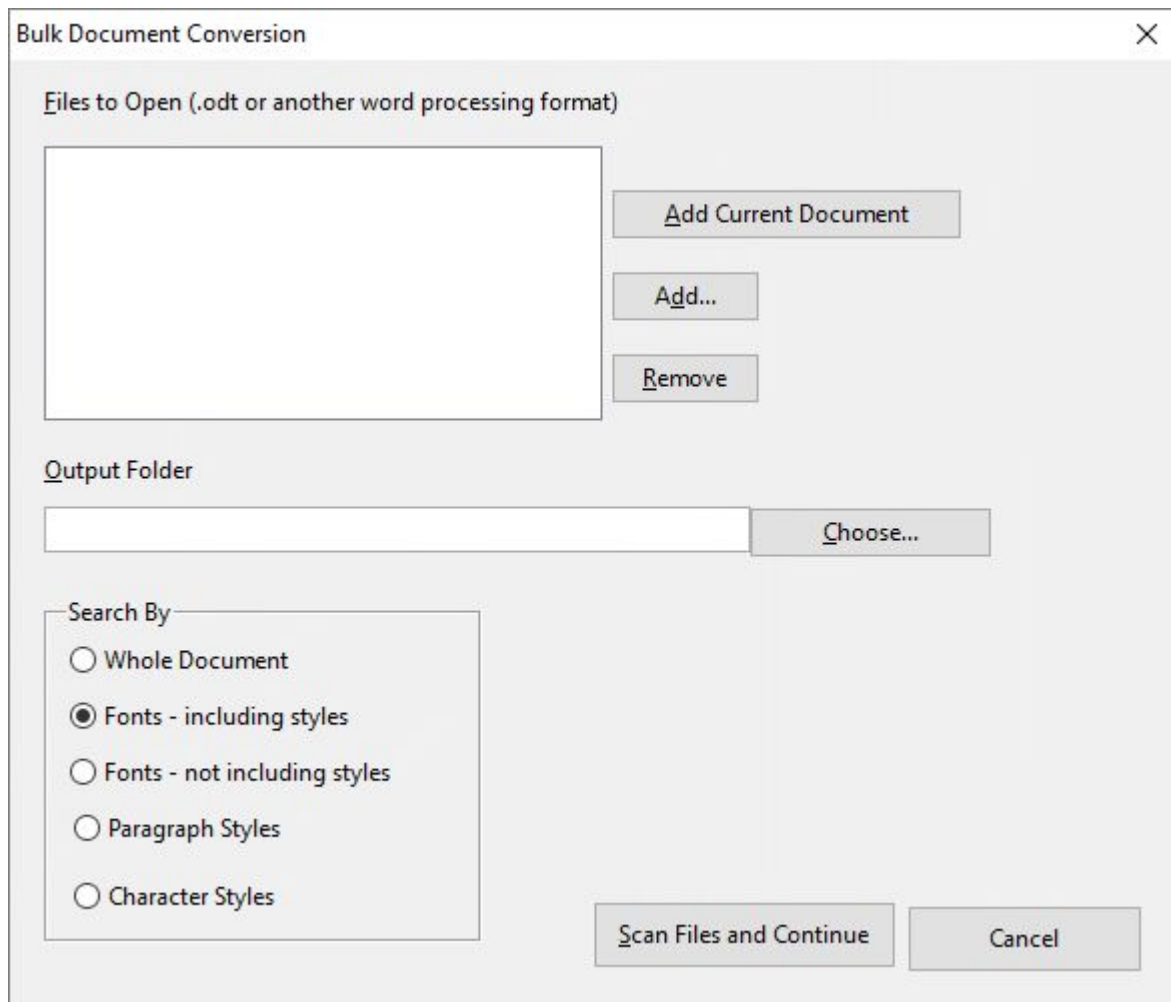 Bulk Document Conversion
Files to Open (.odt or another word processing format)
Add Current Document
Add...
Remove
Output Folder
Choose...
Search By
Whole Document
Fonts - including styles
Fonts - not including styles
Paragraph Styles
Character Styles
Scan Files and Continue
Cancel